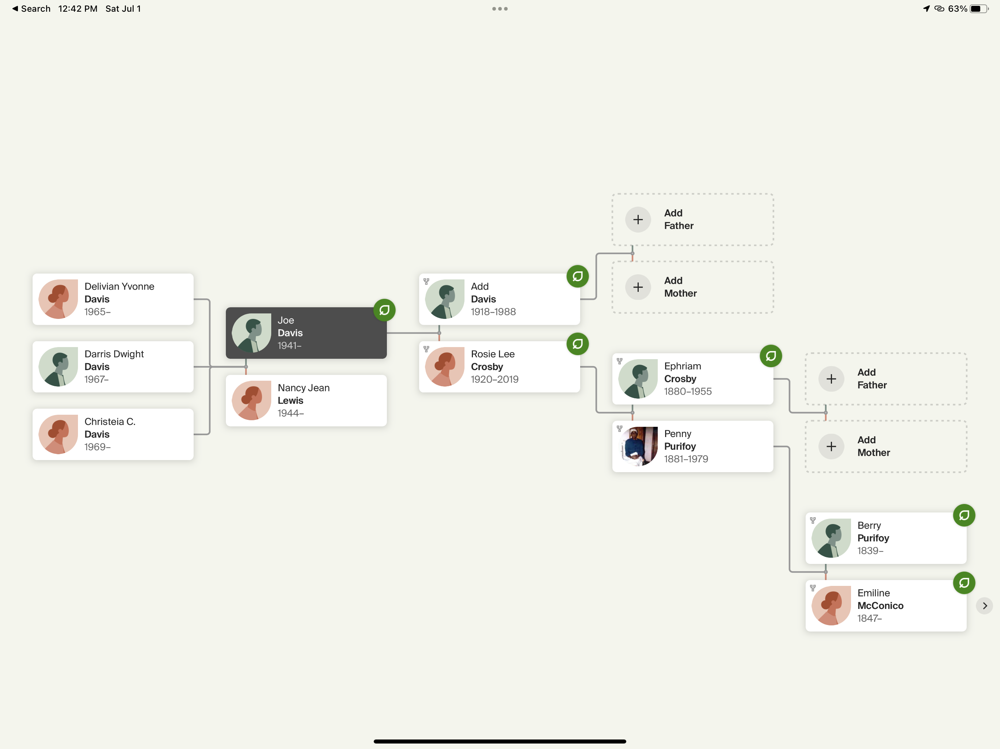 Search 12:42 PM Sat Jul 1
63%
Delivian Yvonne
Davis
1965–
Darris Dwight
Davis
1967–
Christeia C.
Davis
1969–
Joe
Davis
1941–
Nancy Jean
Lewis
1944–
Add
Davis
1918–1988
Rosie Lee
Crosby
1920–2019
Add
Father
Add
Mother
Ephriam
Crosby
1880–1955
Penny
Purifoy
1881–1979
Add
Father
Add
Mother
Berry
Purifoy
1839–
Emiline
McConico
1847–